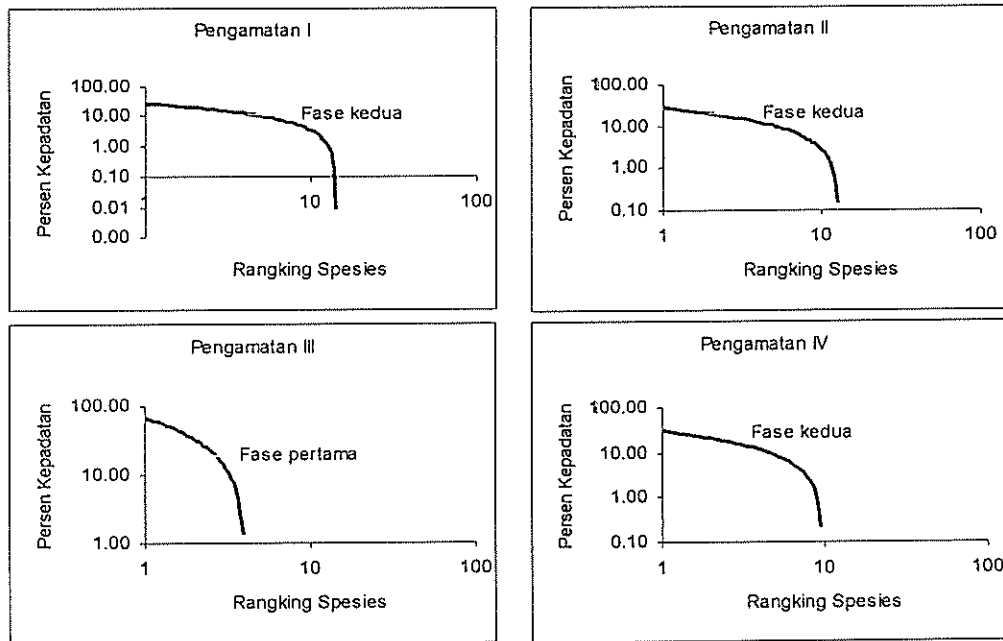 Pengamatan I
Persen Kepadatan
100.00
10.00
1.00
0.10
0.01
0.00
Fase kedua
10
100
Rangking Spesies
Pengamatan II
Persen Kepadatan
100.00
10.00
1.00
0.10
Fase kedua
1
10
100
Rangking Spesies
Pengamatan III
Persen Kepadatan
100.00
10.00
1.00
Fase pertama
1
10
100
Rangking Spesies
Pengamatan IV
Persen Kepadatan
100.00
10.00
1.00
0.10
Fase kedua
1
10
100
Rangking Spesies